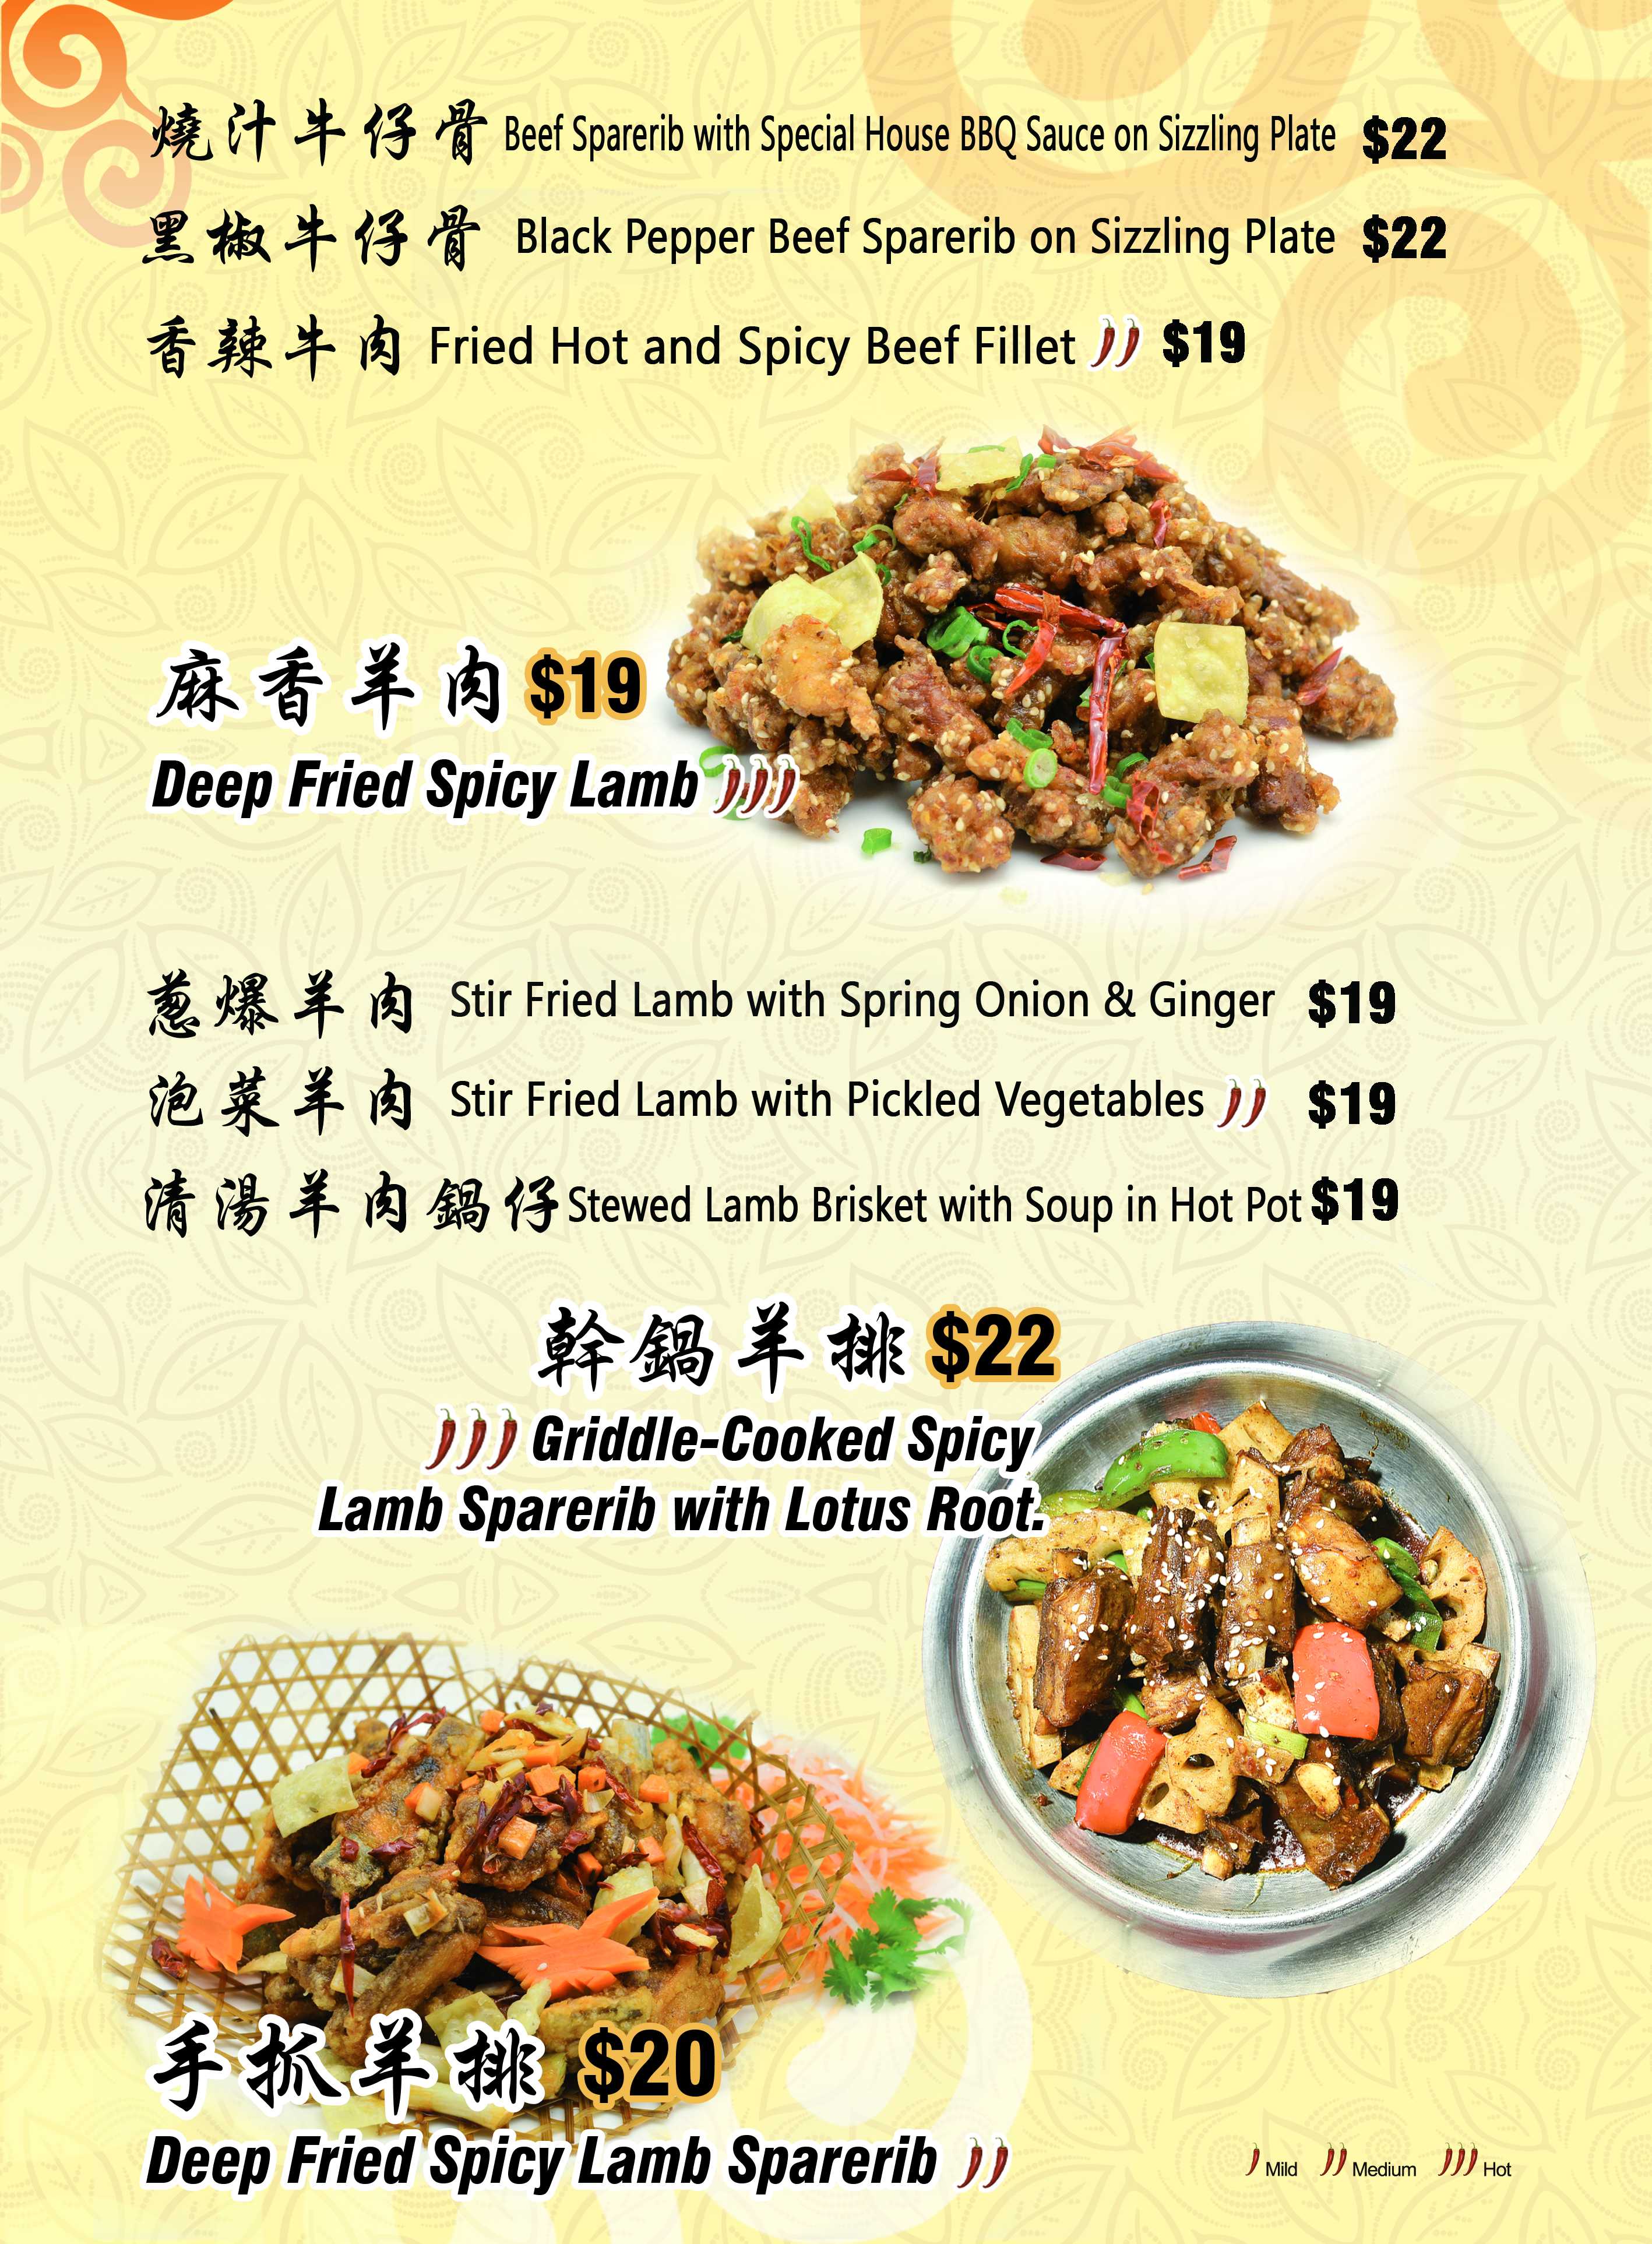 燒汁牛仔骨 Beef Sparerib with Special House BBQ Sauce on Sizzling Plate $22
黑椒牛仔骨 Black Pepper Beef Sparerib on Sizzling Plate $22
香辣牛肉 Fried Hot and Spicy Beef Fillet $19
麻香羊肉 $19
Deep Fried Spicy Lamb
蔥爆羊肉 Stir Fried Lamb with Spring Onion & Ginger $19
泡菜羊肉 Stir Fried Lamb with Pickled Vegetables $19
清湯羊肉鍋仔 Stewed Lamb Brisket with Soup in Hot Pot $19
幹鍋羊排 $22
Griddle-Cooked Spicy
Lamb Sparerib with Lotus Root.
手抓羊排 $20
Deep Fried Spicy Lamb Sparerib
Mild Medium Hot